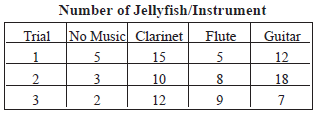 Number of Jellyfish/Instrument
Trial No Music Clarinet Flute Guitar
1 5 15 5 12
2 3 10 8 18
3 2 12 9 7